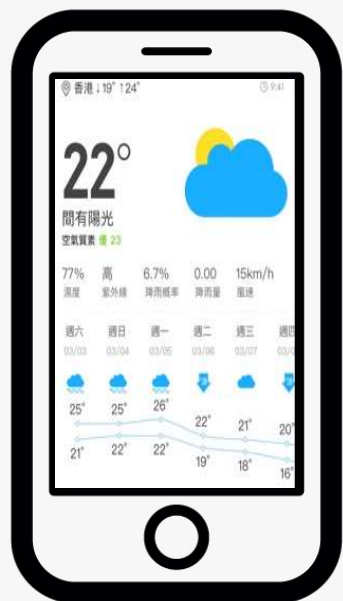 香港 ↓19° ↑24° 9:41
22°
間有陽光
空氣質素 優 23
77% 高 6.7% 0.00 15km/h
濕度 紫外線 降雨概率 降雨量 風速
週六 週日 週一 週二 週三 週四
03/03 03/04 03/05 03/06 03/07
25° 25° 26° 22° 21° 20°
21° 22° 22° 19° 18° 16°